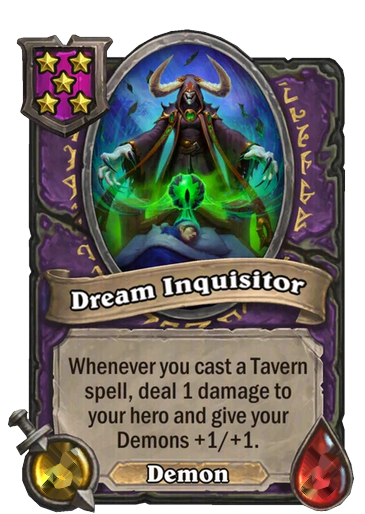 Dream Inquisitor
Whenever you cast a Tavern
spell, deal 1 damage to
your hero and give your
Demons +1/+1.
Demon